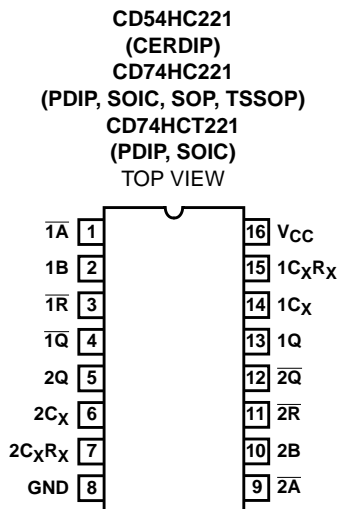 CD54HC221
(CERDIP)
CD74HC221
(PDIP, SOIC, SOP, TSSOP)
CD74HCT221
(PDIP, SOIC)
TOP VIEW
1A̅ 1 16 VCC
1B 2 15 1CXRX
1R̅ 3 14 1CX
1Q̅ 4 13 1Q
2Q 5 12 2Q̅
2CX 6 11 2R̅
2CXRX 7 10 2B
GND 8 9 2A̅